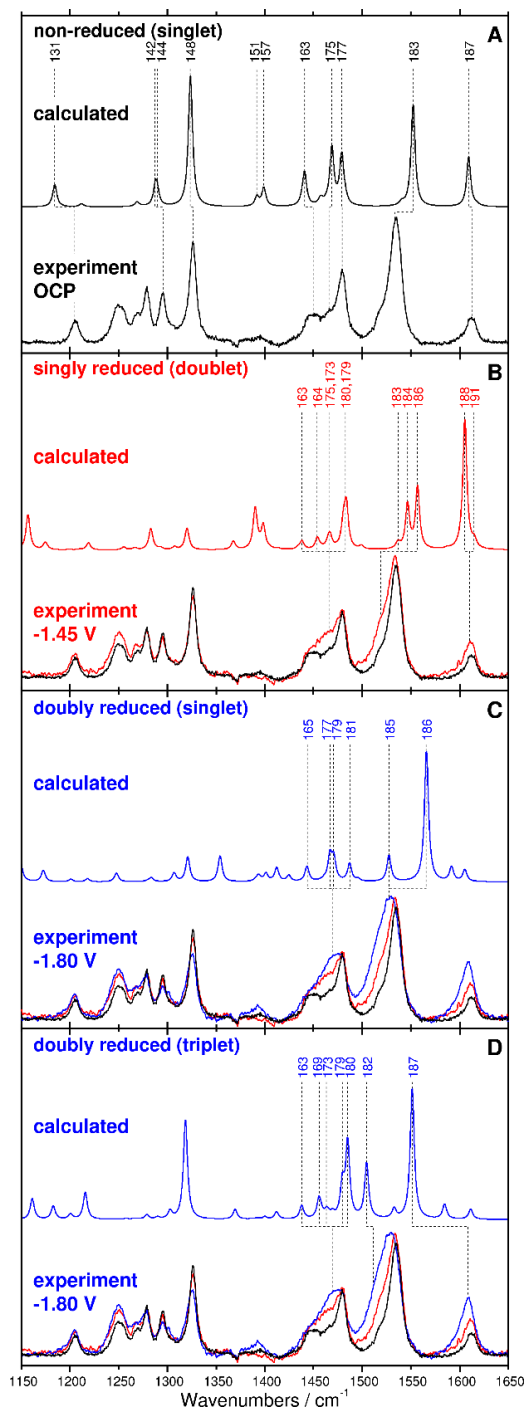 non-reduced (singlet)
A
131
142
144
148
151
157
163
175
177
183
187
calculated
experiment
OCP
singly reduced (doublet)
B
163
164
175,173
180,179
183
184
186
188
191
calculated
experiment
-1.45 V
doubly reduced (singlet)
C
165
177
179
181
185
186
calculated
experiment
-1.80 V
doubly reduced (triplet)
D
163
169
173
179
180
182
187
calculated
experiment
-1.80 V
1150 1200 1250 1300 1350 1400 1450 1500 1550 1600 1650
Wavenumbers / cm-1